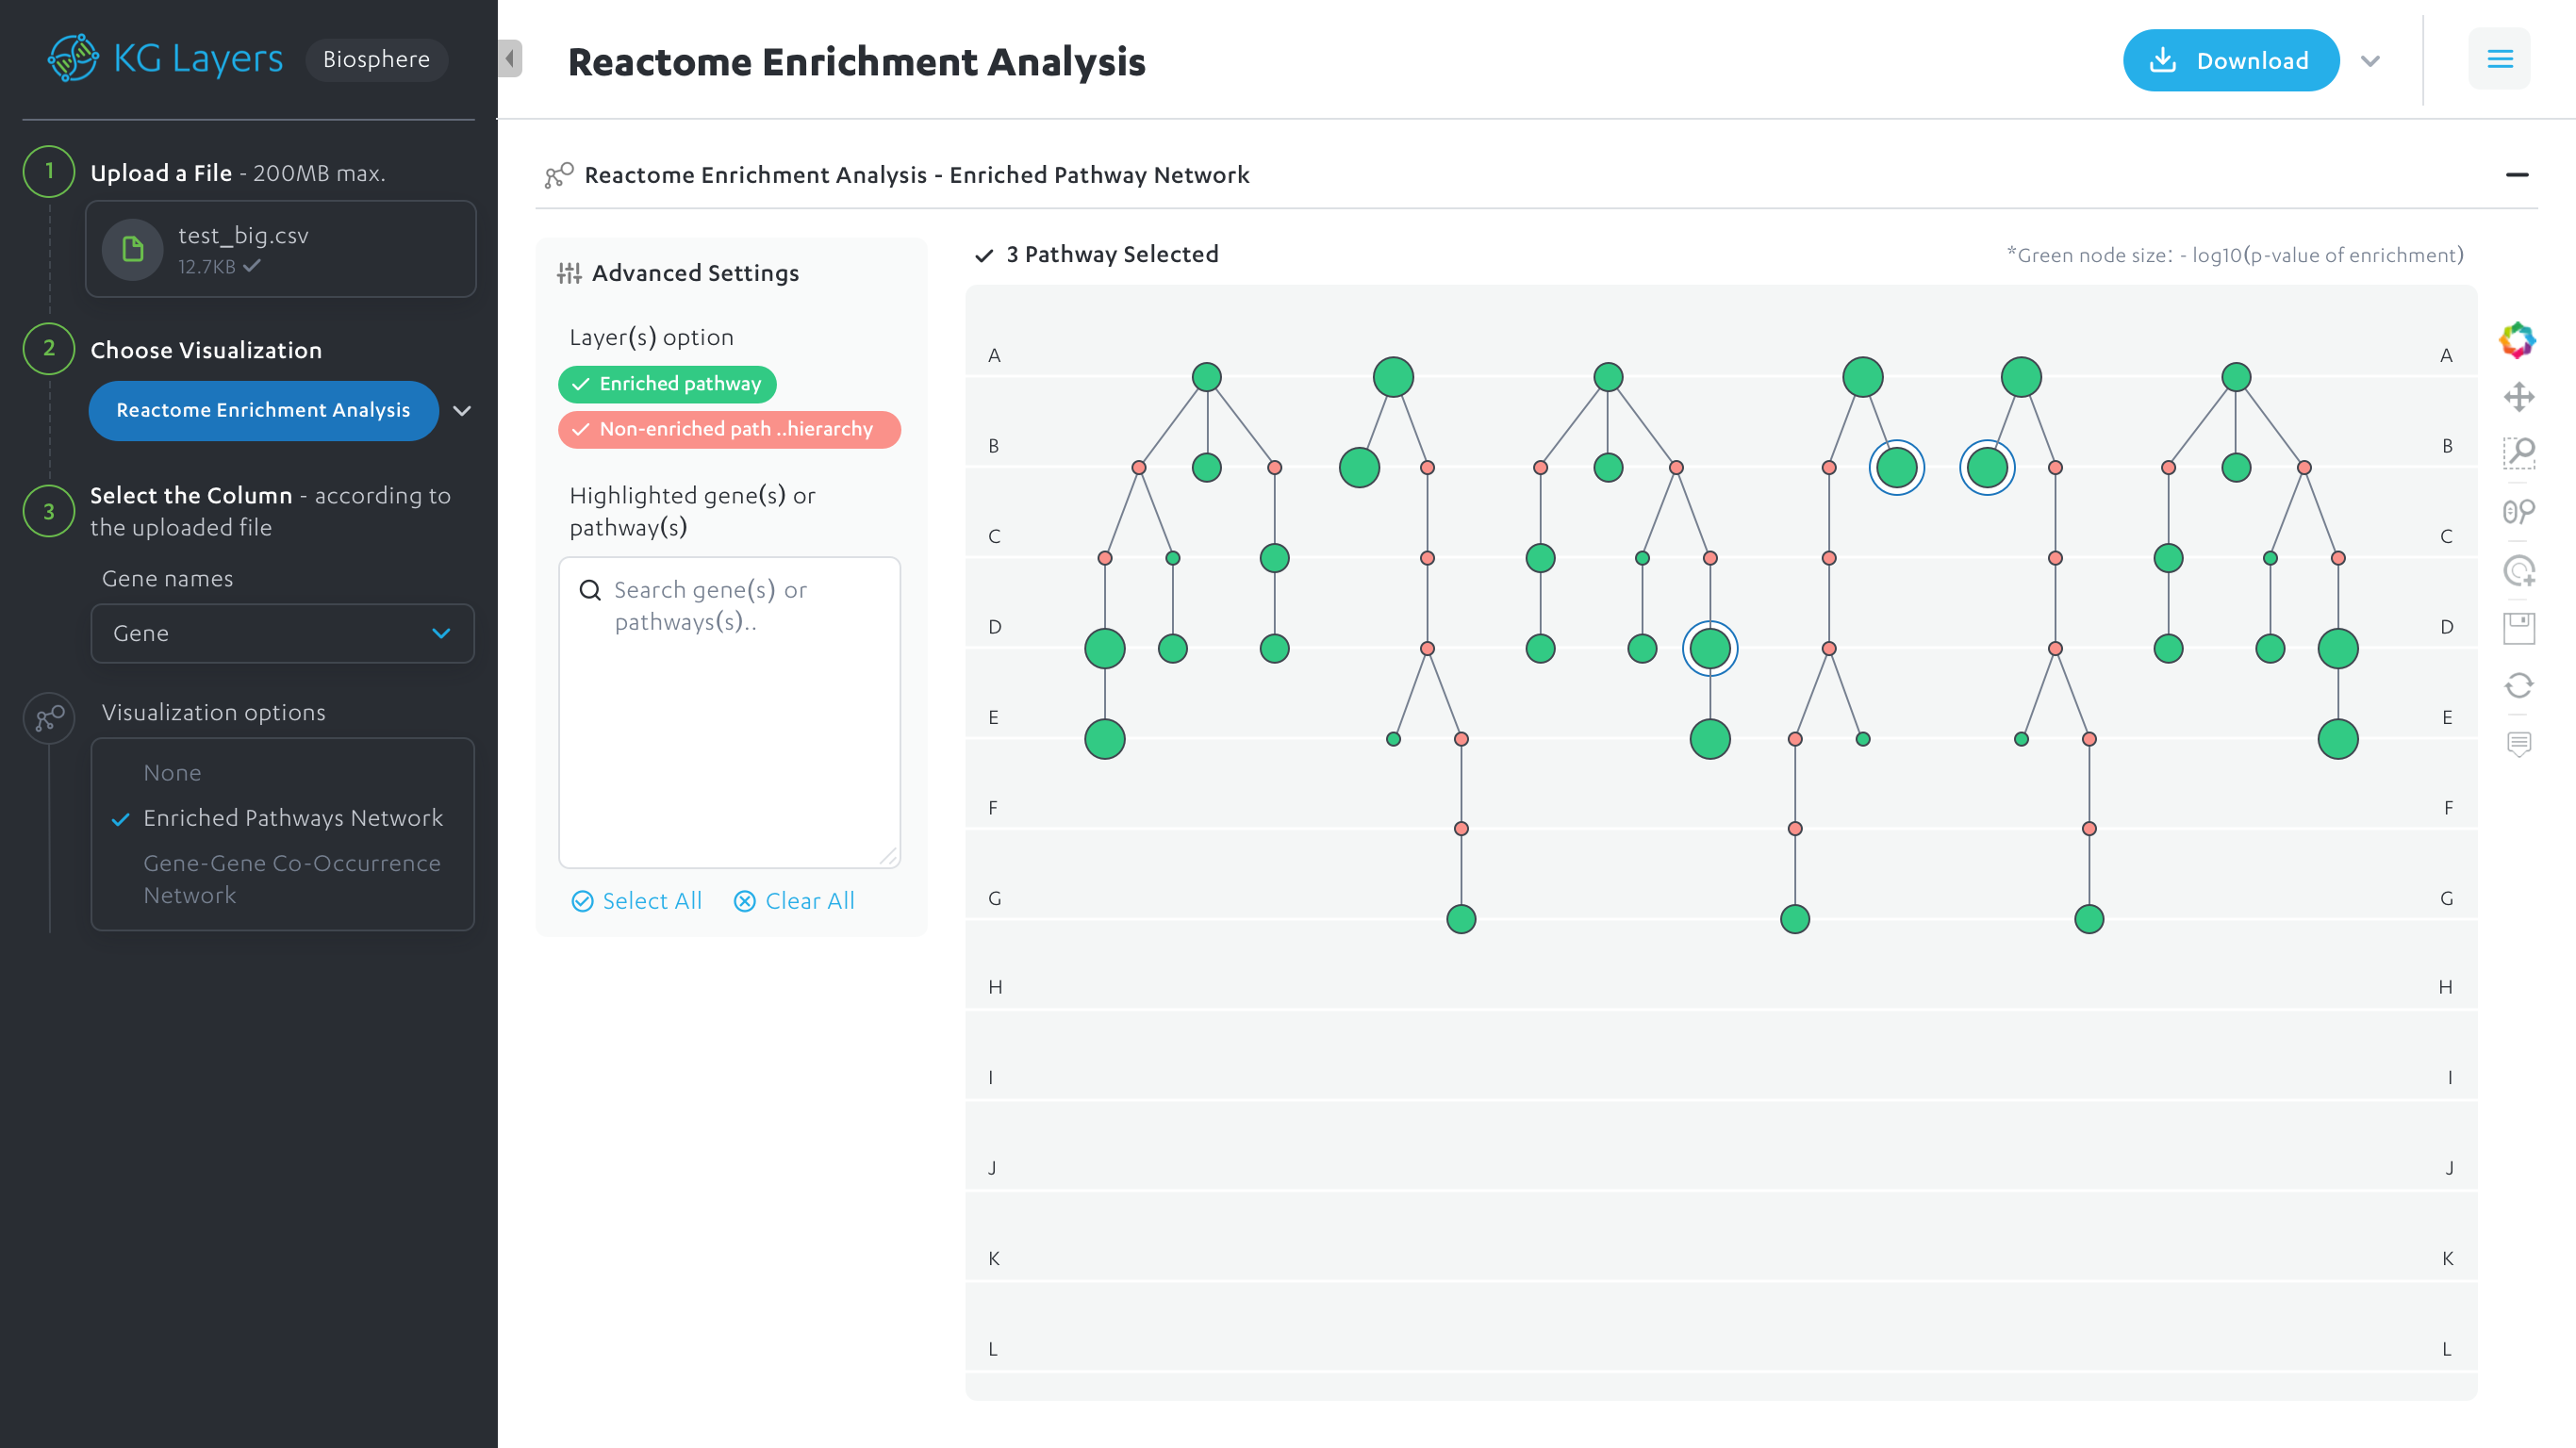 KG Layers
Biosphere
1
Upload a File - 200MB max.
test_big.csv
12.7KB
2
Choose Visualization
Reactome Enrichment Analysis
3
Select the Column - according to
the uploaded file
Gene names
Gene
Visualization options
None
Enriched Pathways Network
Gene-Gene Co-Occurrence
Network
Reactome Enrichment Analysis
Download
Reactome Enrichment Analysis - Enriched Pathway Network
Advanced Settings
Layer(s) option
Enriched pathway
Non-enriched path ..hierarchy
Highlighted gene(s) or
pathway(s)
Search gene(s) or
pathways(s)..
Select All
Clear All
3 Pathway Selected
*Green node size: - log10(p-value of enrichment)
A A
B B
C C
D D
E E
F F
G G
H H
I I
J J
K K
L L